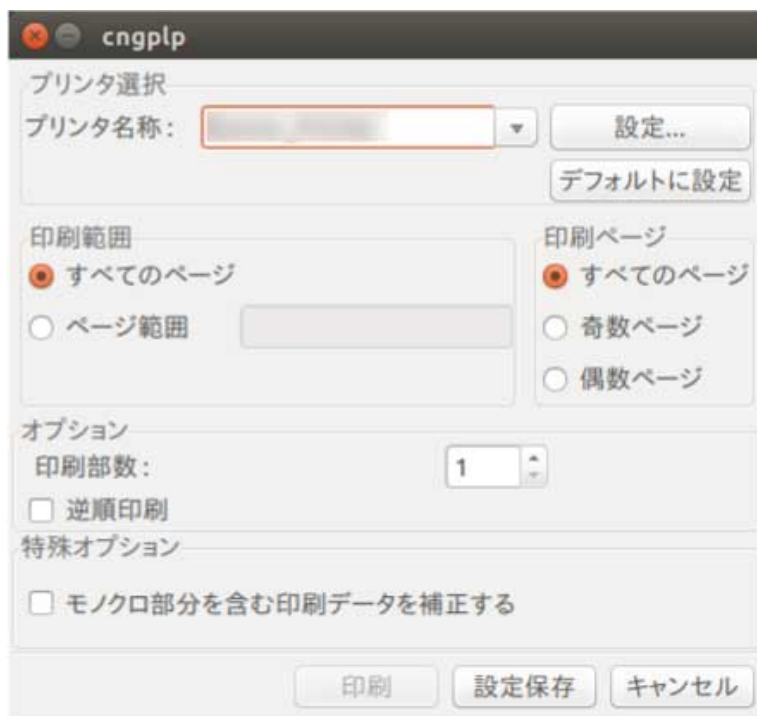 cngplp
プリンタ選択
プリンタ名称：
設定...
デフォルトに設定
印刷範囲
すべてのページ
ページ範囲
印刷ページ
すべてのページ
奇数ページ
偶数ページ
オプション
印刷部数：
1
逆順印刷
特殊オプション
モノクロ部分を含む印刷データを補正する
印刷
設定保存
キャンセル